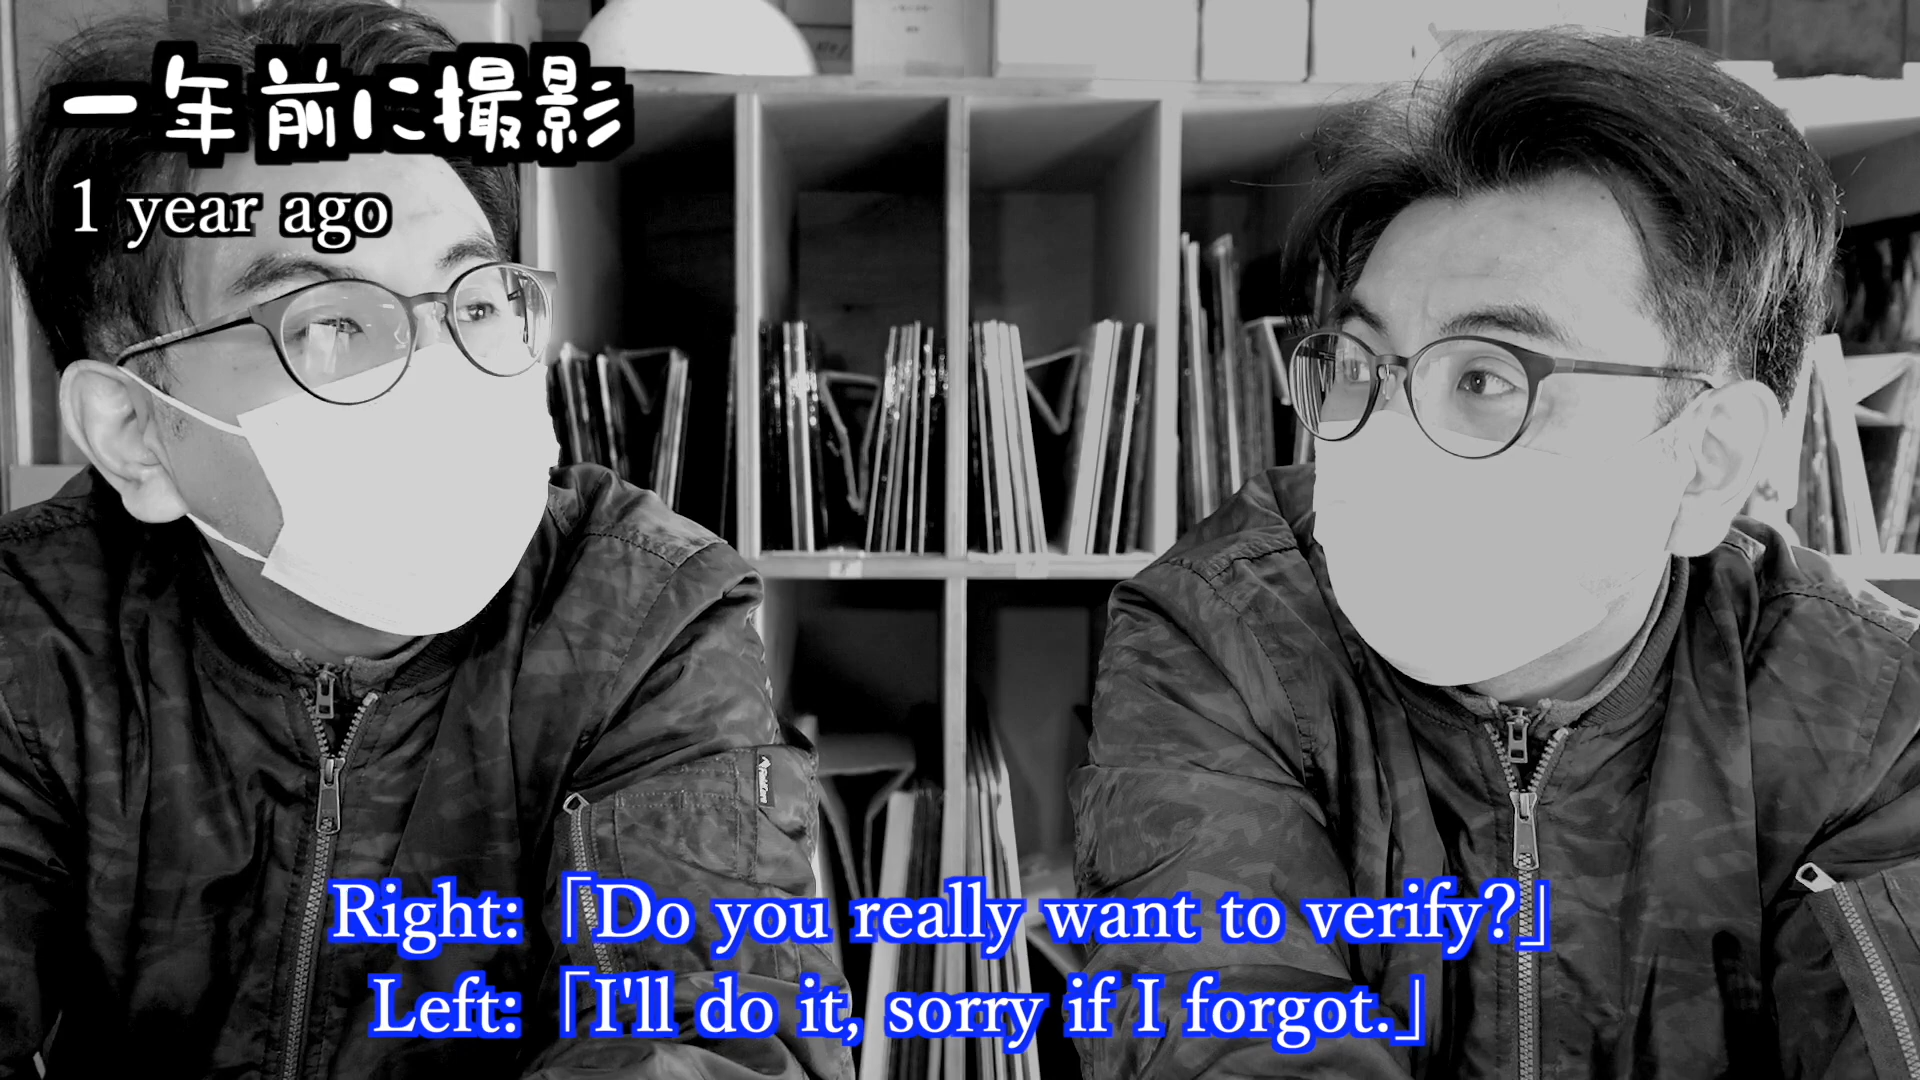 一年前に撮影
1 year ago
Right:「Do you really want to verify?」
Left:「I'll do it, sorry if I forgot.」